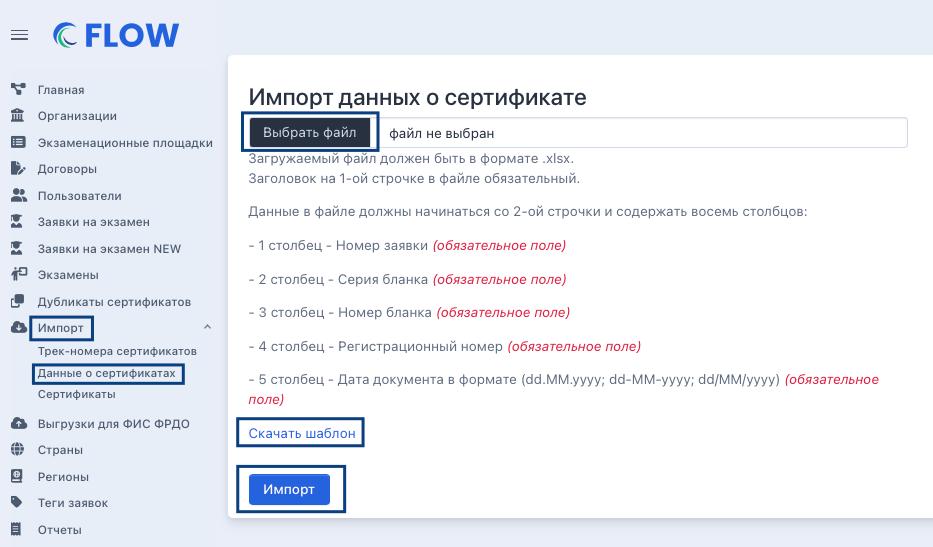 FLOW
Главная
Организации
Экзаменационные площадки
Договоры
Пользователи
Заявки на экзамен
Заявки на экзамен NEW
Экзамены
Дубликаты сертификатов
Импорт
Трек-номера сертификатов
Данные о сертификатах
Сертификаты
Выгрузки для ФИС ФРДО
Страны
Регионы
Теги заявок
Отчеты
Импорт данных о сертификате
Выбрать файл файл не выбран
Загружаемый файл должен быть в формате .xlsx.
Заголовок на 1-ой строчке в файле обязательный.
Данные в файле должны начинаться со 2-ой строчки и содержать восемь столбцов:
- 1 столбец - Номер заявки (обязательное поле)
- 2 столбец - Серия бланка (обязательное поле)
- 3 столбец - Номер бланка (обязательное поле)
- 4 столбец - Регистрационный номер (обязательное поле)
- 5 столбец - Дата документа в формате (dd.MM.yyyy; dd-MM-yyyy; dd/MM/yyyy) (обязательное
поле)
Скачать шаблон
Импорт